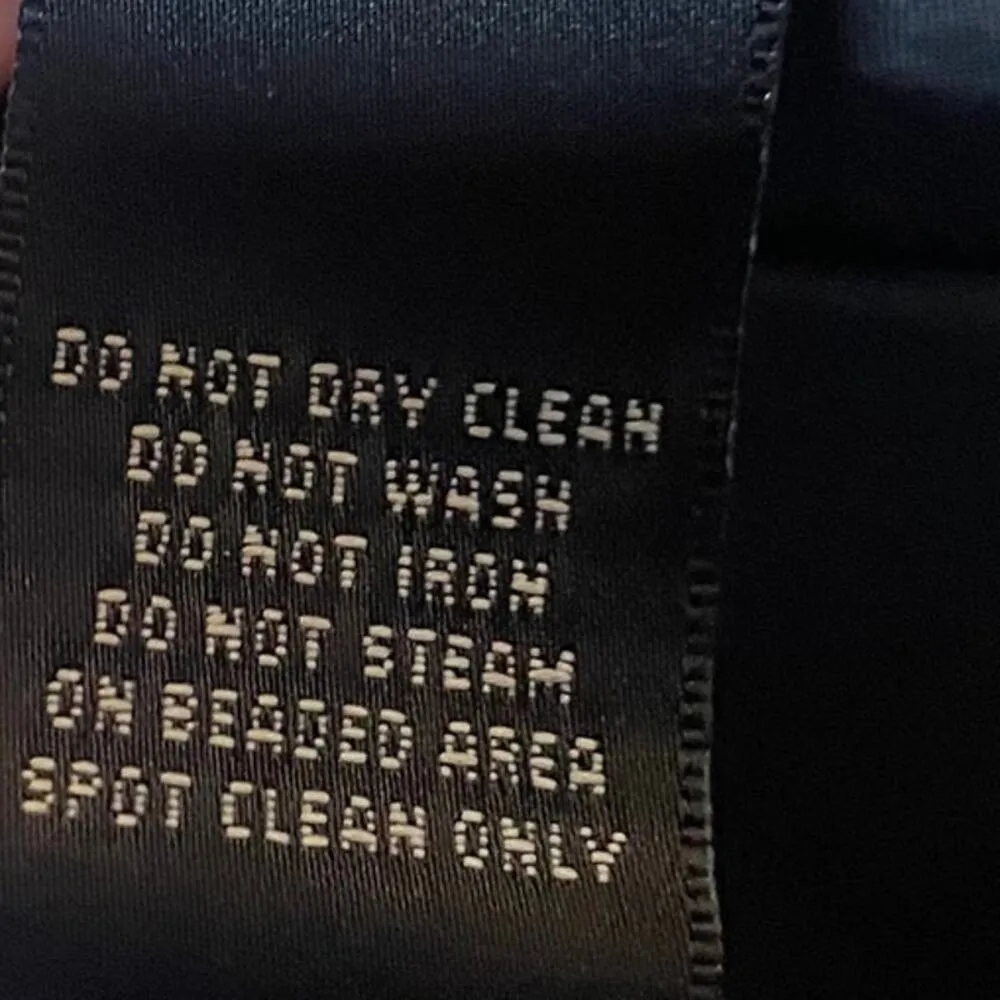 DO NOT DRY CLEAN
DO NOT WASH
DO NOT IRON
DO NOT STEAM
ON BEADED AREA
SPOT CLEAN ONLY